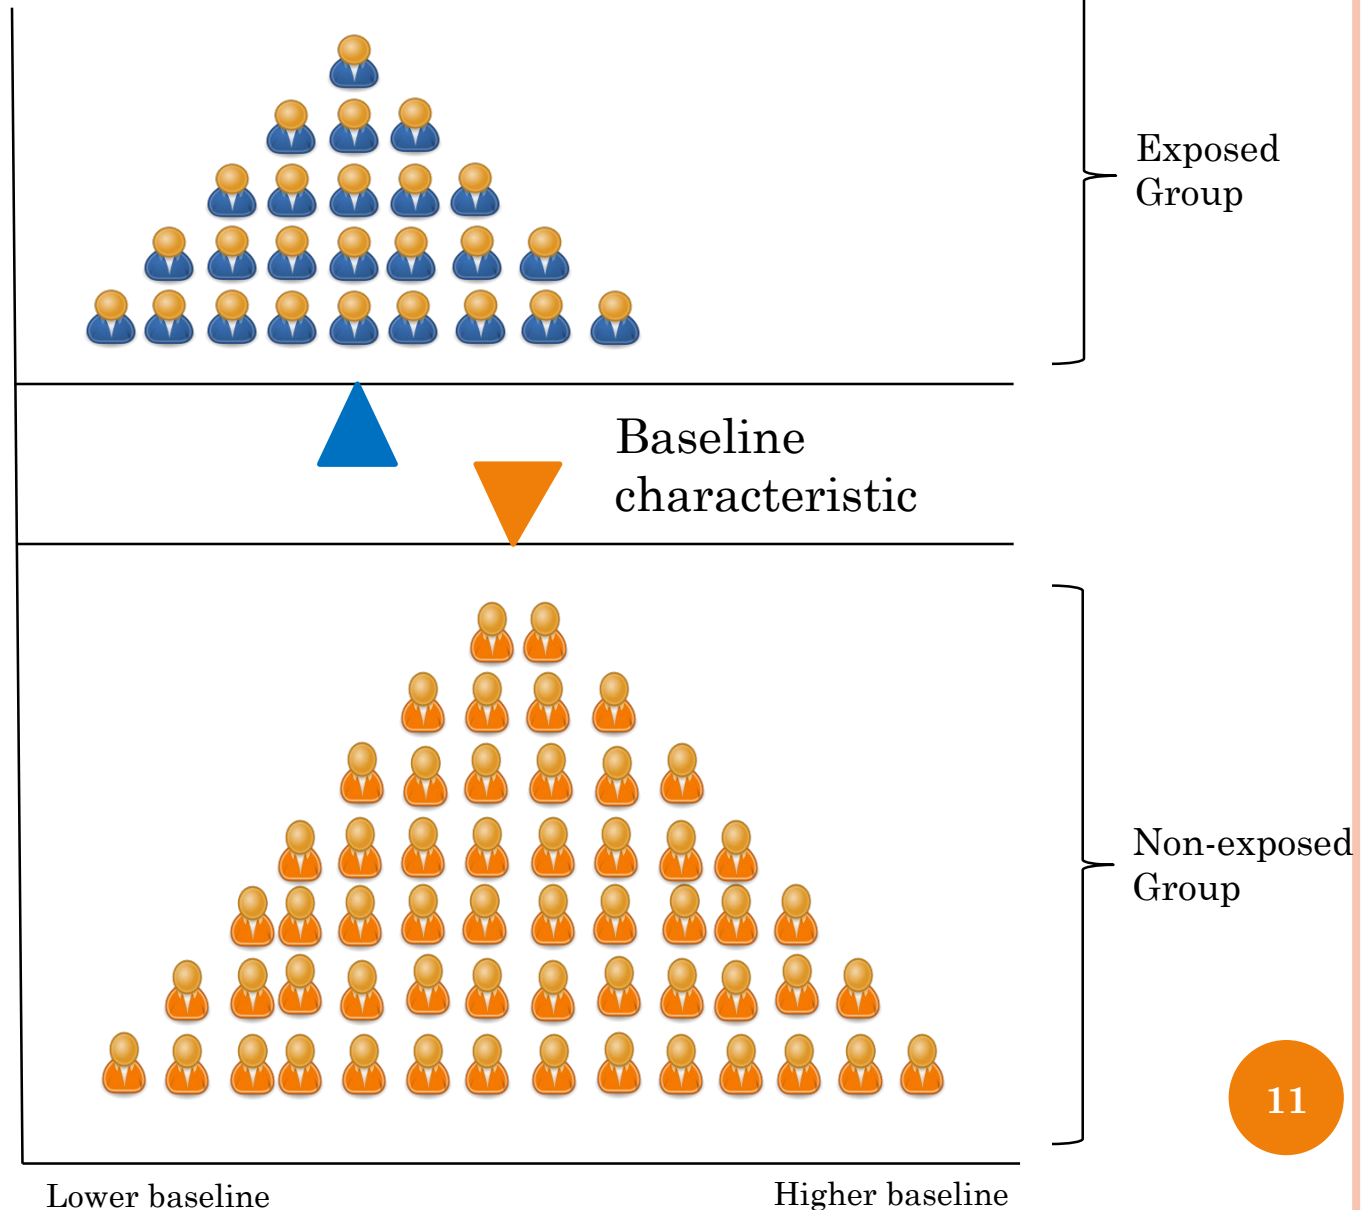 Exposed
Group
Baseline
characteristic
Non-exposed
Group
11
Lower baseline
Higher baseline